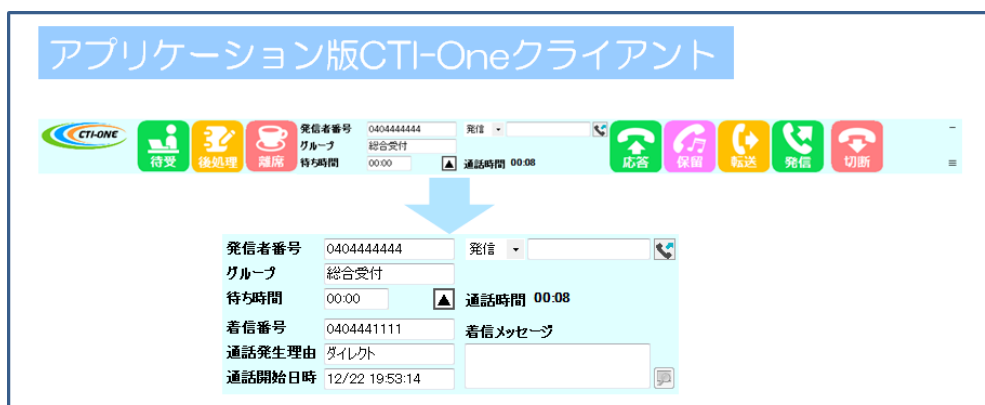 アプリケーション版CTI-Oneクライアント
CTI-ONE
待受
後処理
離席
発信者番号 0404444444 発信
グループ 総合受付
待ち時間 00:00 通話時間 00:08
応答
保留
転送
発信
切断
発信者番号 0404444444 発信
グループ 総合受付
待ち時間 00:00 通話時間 00:08
着信番号 0404441111 着信メッセージ
通話発生理由 ダイレクト
通話開始日時 12/22 19:53:14